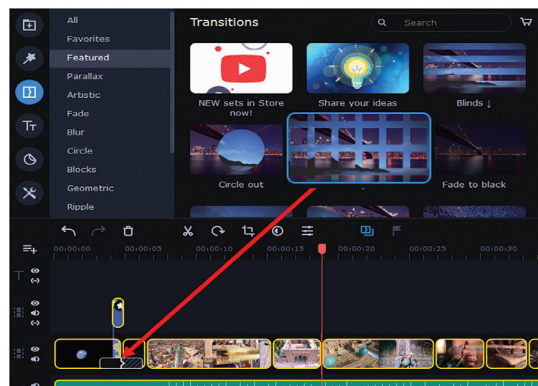 All
Favorites
Featured
Parallax
Artistic
Fade
Blur
Circle
Blocks
Geometric
Ripple
Transitions
Search
NEW sets in Store
now!
Share your ideas
Blinds ↓
Circle out
Fade to black
00:00:00 00:00:05 00:00:10 00:00:15 00:00:20 00:00:25 00:00:30